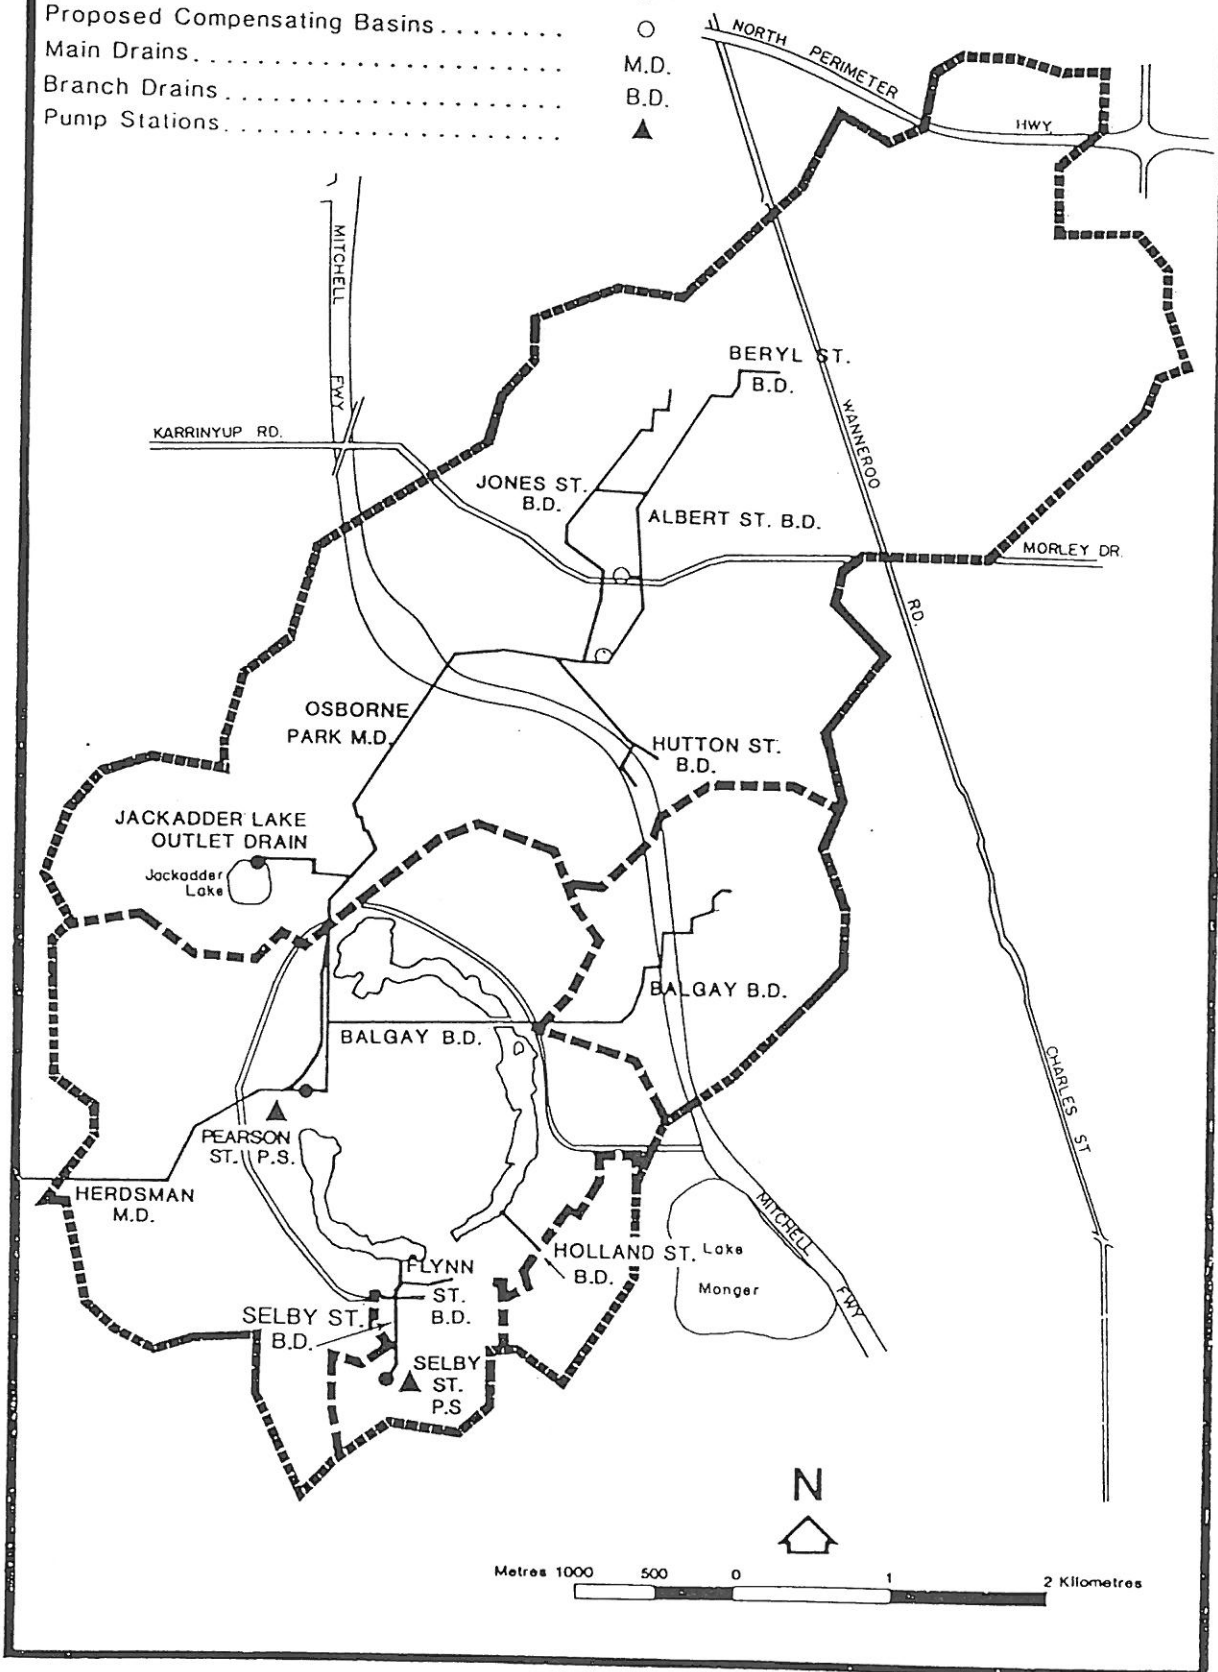 Proposed Compensating Basins ........ ○
Main Drains ....................... M.D.
Branch Drains ..................... B.D.
Pump Stations ..................... ▲
NORTH PERIMETER HWY.
MITCHELL FWY
BERYL ST.
B.D.
KARRINYUP RD.
WANNEROO RD.
JONES ST.
B.D.
ALBERT ST. B.D.
MORLEY DR.
OSBORNE
PARK M.D.
HUTTON ST.
B.D.
JACKADDER LAKE
OUTLET DRAIN
Jackadder
Lake
BALGAY B.D.
BALGAY B.D.
CHARLES ST
PEARSON
ST. P.S.
HERDSMAN
M.D.
MITCHELL FWY
HOLLAND ST.
B.D.
Lake
Monger
FLYNN
ST.
B.D.
SELBY ST.
B.D.
SELBY
ST.
P.S
N
Metres 1000 500 0 1 2 Kilometres